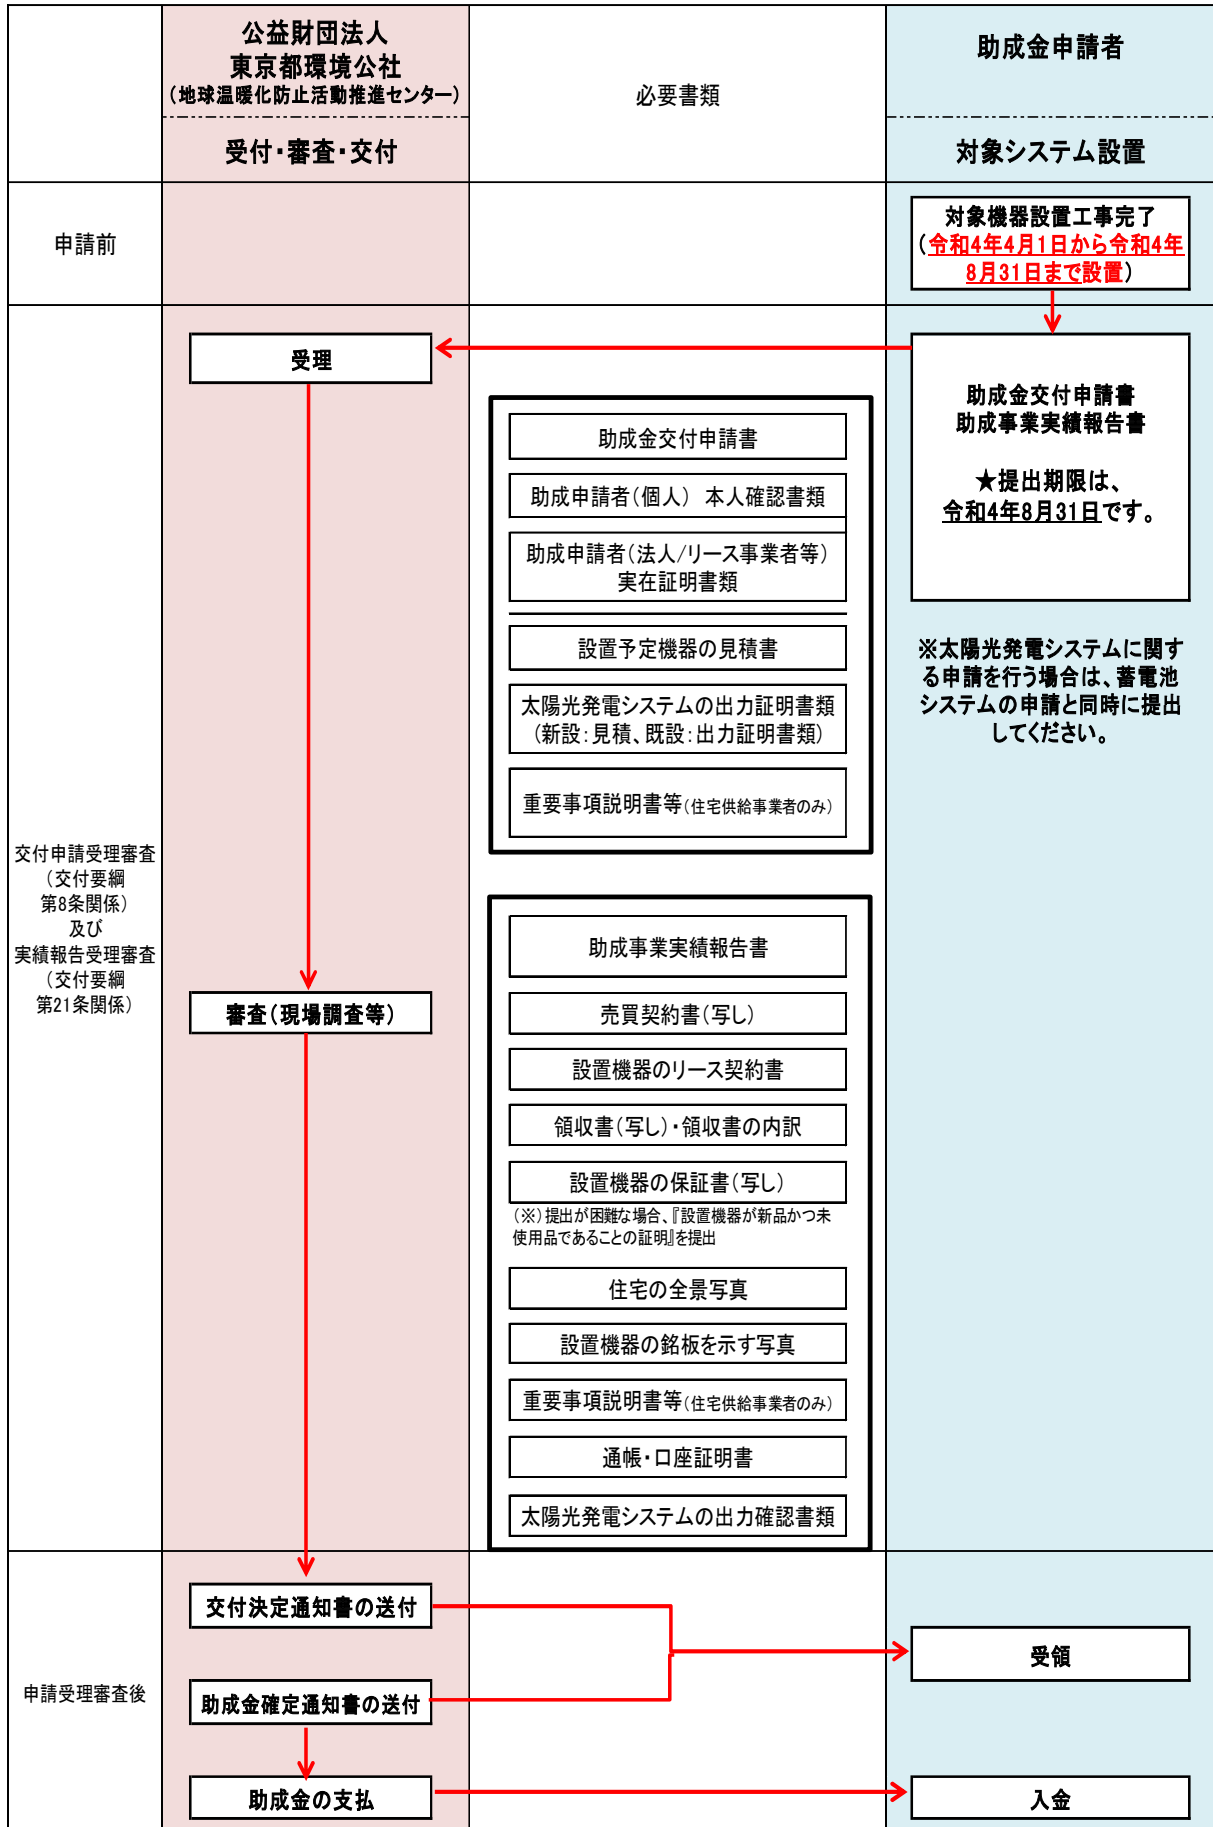 公益財団法人
東京都環境公社
（地球温暖化防止活動推進センター）
受付・審査・交付
必要書類
助成金申請者
対象システム設置
申請前
対象機器設置工事完了
（令和4年4月1日から令和4年
8月31日まで設置）
交付申請受理審査
（交付要綱
第8条関係）
及び
実績報告受理審査
（交付要綱
第21条関係）
受理
助成金交付申請書
助成事業実績報告書
★提出期限は、
令和4年8月31日です。
※太陽光発電システムに関す
る申請を行う場合は、蓄電池
システムの申請と同時に提出
してください。
助成金交付申請書
助成申請者（個人） 本人確認書類
助成申請者（法人/リース事業者等）
実在証明書類
設置予定機器の見積書
太陽光発電システムの出力証明書類
（新設：見積、既設：出力証明書類）
重要事項説明書等（住宅供給事業者のみ）
審査（現場調査等）
助成事業実績報告書
売買契約書（写し）
設置機器のリース契約書
領収書（写し）・領収書の内訳
設置機器の保証書（写し）
（※）提出が困難な場合、『設置機器が新品かつ未
使用品であることの証明』を提出
住宅の全景写真
設置機器の銘板を示す写真
重要事項説明書等（住宅供給事業者のみ）
通帳・口座証明書
太陽光発電システムの出力確認書類
申請受理審査後
交付決定通知書の送付
受領
助成金確定通知書の送付
助成金の支払
入金